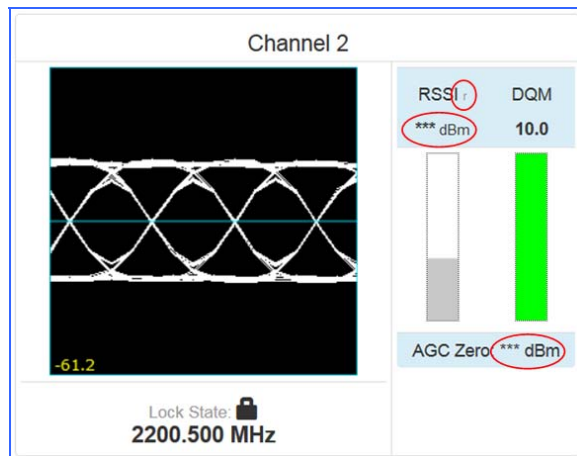 Channel 2
RSSI r DQM
*** dBm 10.0
-61.2
AGC Zero *** dBm
Lock State:
2200.500 MHz